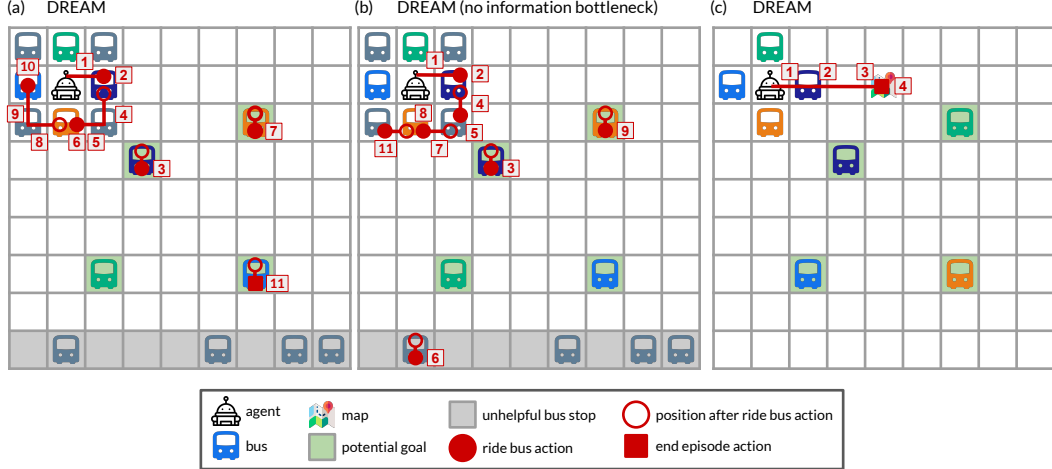 (a) DREAM
(b) DREAM (no information bottleneck)
(c) DREAM
1
10
2
9
4
8
6
5
7
3
11
1
2
4
8
5
11
7
9
3
6
1
2
3
4
agent
map
unhelpful bus stop
position after ride bus action
bus
potential goal
ride bus action
end episode action